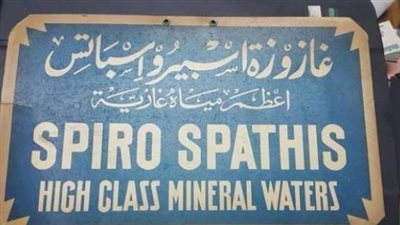 غازوزة اسبيرو اسباتس
اعظم مياه غازية
SPIRO SPATHIS
HIGH CLASS MINERAL WATERS